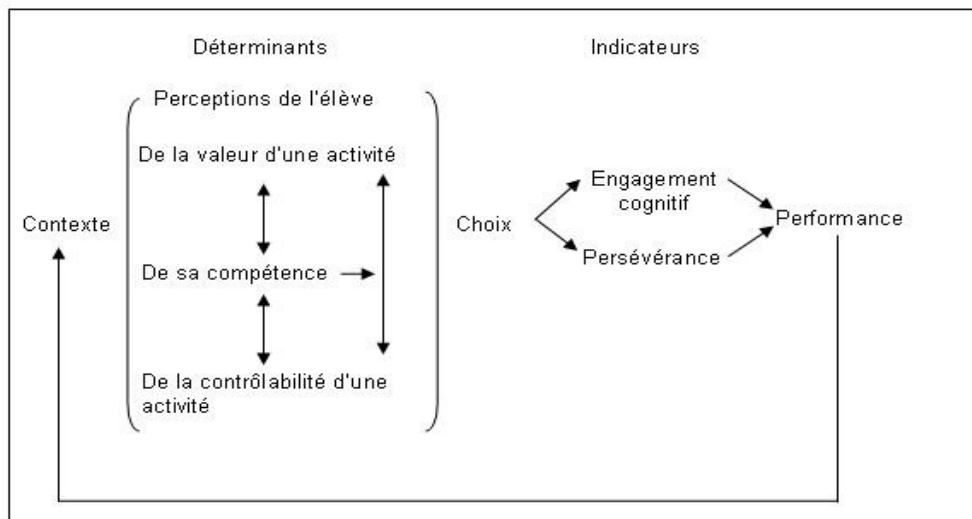 Déterminants
Indicateurs
Perceptions de l'élève
De la valeur d'une activité
Contexte
De sa compétence
De la contrôlabilité d'une
activité
Choix
Engagement
cognitif
Persévérance
Performance